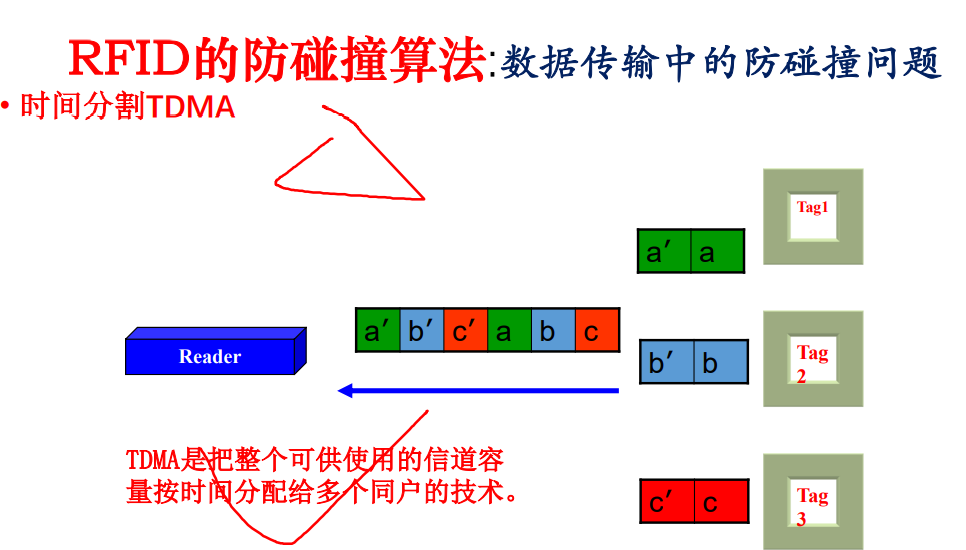 RFID的防碰撞算法:数据传输中的防碰撞问题
• 时间分割TDMA
Tag1
a′ a
a′ b′ c′ a b c
Reader
b′ b
Tag
2
TDMA是把整个可供使用的信道容
量按时间分配给多个同户的技术。
c′ c
Tag
3